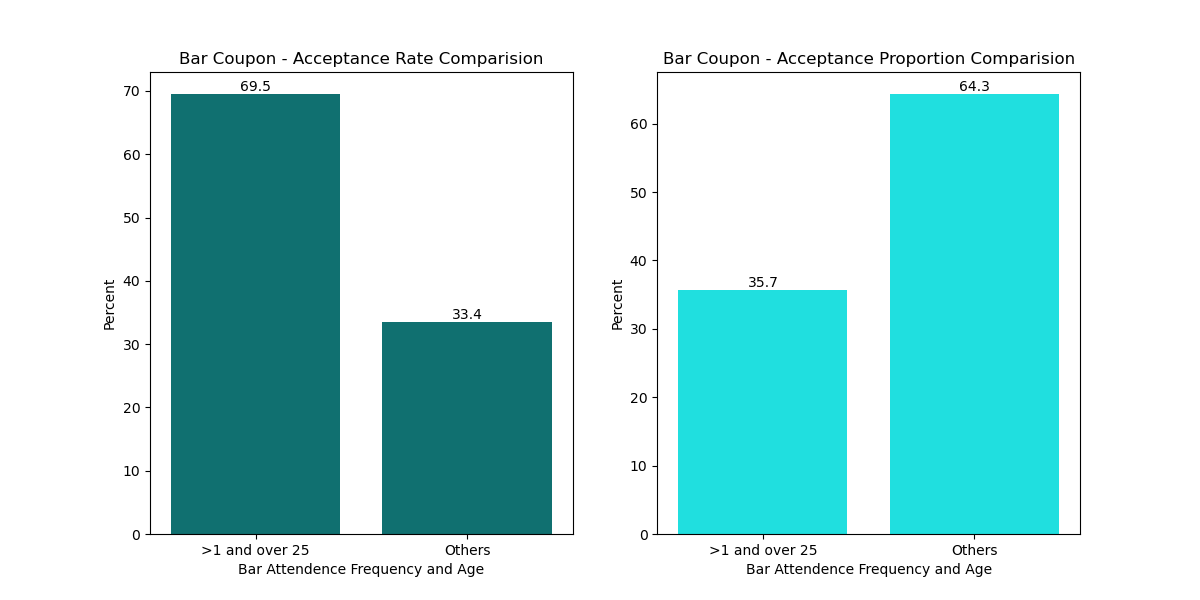 Bar Coupon - Acceptance Rate Comparision
70
60
50
40
30
20
10
0
Percent
69.5
33.4
>1 and over 25
Others
Bar Attendence Frequency and Age
Bar Coupon - Acceptance Proportion Comparision
60
50
40
30
20
10
0
Percent
35.7
64.3
>1 and over 25
Others
Bar Attendence Frequency and Age